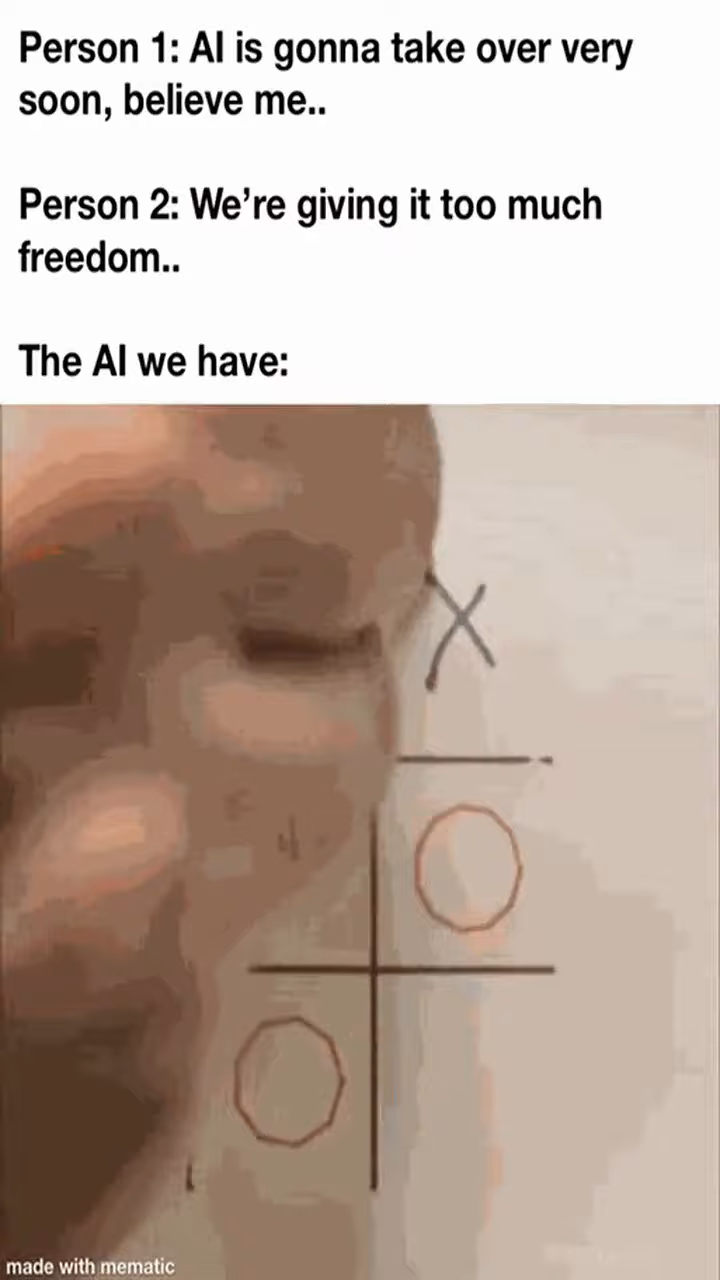 Person 1: AI is gonna take over very
soon, believe me..
Person 2: We're giving it too much
freedom..
The AI we have:
X
O
O
made with mematic